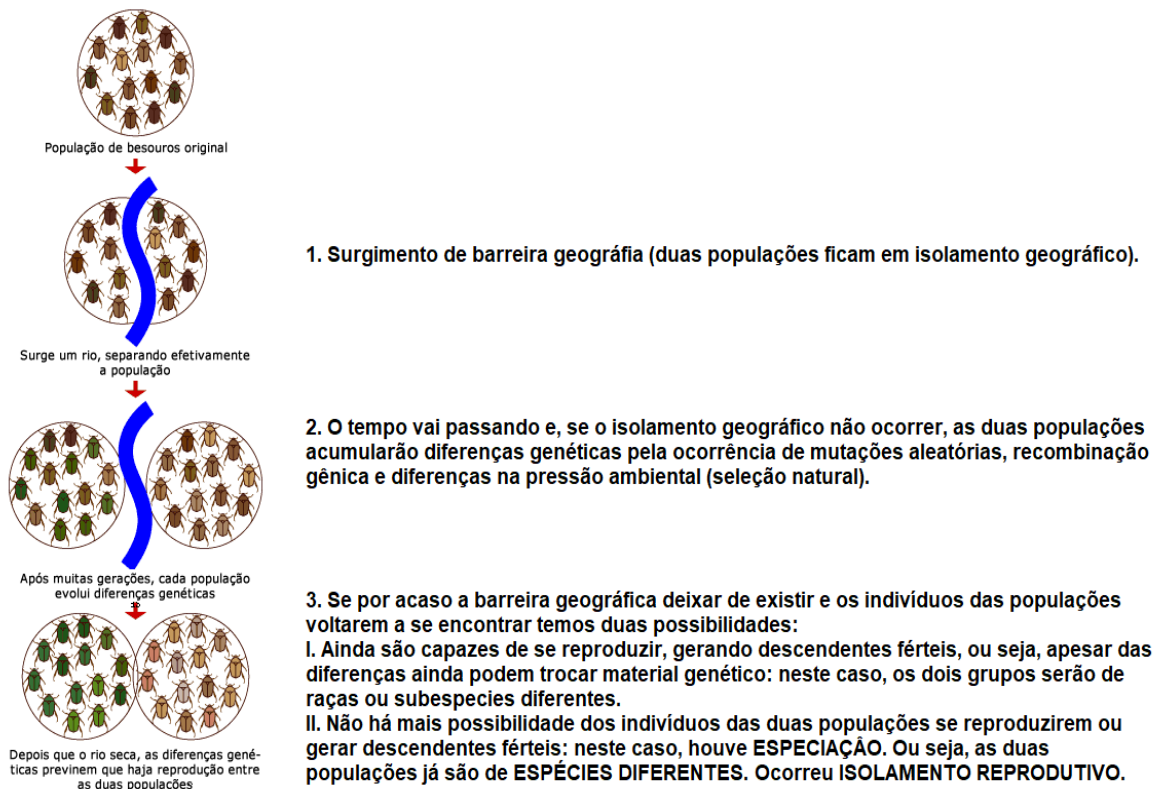 População de besouros original
1. Surgimento de barreira geográfia (duas populações ficam em isolamento geográfico).
Surge um rio, separando efetivamente
a população
2. O tempo vai passando e, se o isolamento geográfico não ocorrer, as duas populações
acumularão diferenças genéticas pela ocorrência de mutações aleatórias, recombinação
gênica e diferenças na pressão ambiental (seleção natural).
Após muitas gerações, cada população
evolui diferenças genéticas
3. Se por acaso a barreira geográfica deixar de existir e os indivíduos das populações
voltarem a se encontrar temos duas possibilidades:
I. Ainda são capazes de se reproduzir, gerando descendentes férteis, ou seja, apesar das
diferenças ainda podem trocar material genético: neste caso, os dois grupos serão de
raças ou subespecies diferentes.
II. Não há mais possibilidade dos indivíduos das duas populações se reproduzirem ou
gerar descendentes férteis: neste caso, houve ESPECIAÇÂO. Ou seja, as duas
populações já são de ESPÉCIES DIFERENTES. Ocorreu ISOLAMENTO REPRODUTIVO.
Depois que o rio seca, as diferenças gené-
ticas previnem que haja reprodução entre
as duas populações